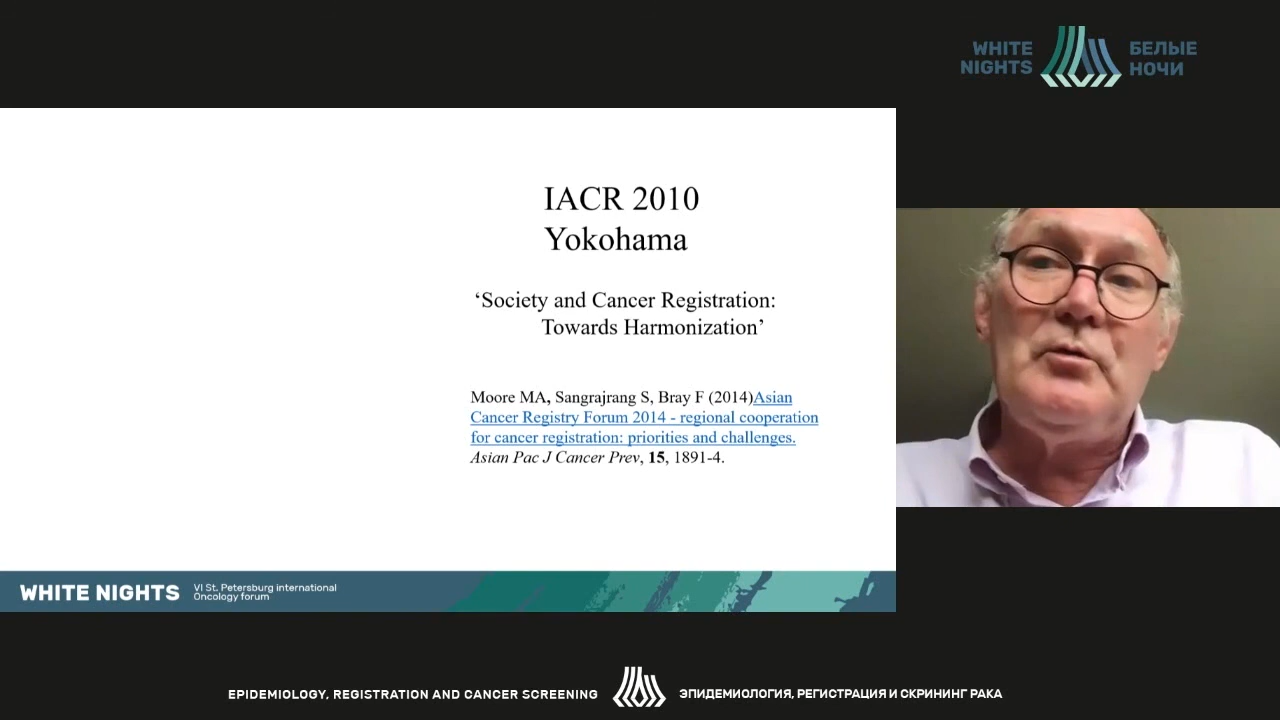 WHITE
NIGHTS
БЕЛЫЕ
НОЧИ
IACR 2010
Yokohama
‘Society and Cancer Registration:
Towards Harmonization’
Moore MA, Sangrajrang S, Bray F (2014)Asian
Cancer Registry Forum 2014 - regional cooperation
for cancer registration: priorities and challenges.
Asian Pac J Cancer Prev, 15, 1891-4.
WHITE NIGHTS
VI St. Petersburg international
Oncology forum
EPIDEMIOLOGY, REGISTRATION AND CANCER SCREENING
ЭПИДЕМИОЛОГИЯ, РЕГИСТРАЦИЯ И СКРИНИНГ РАКА